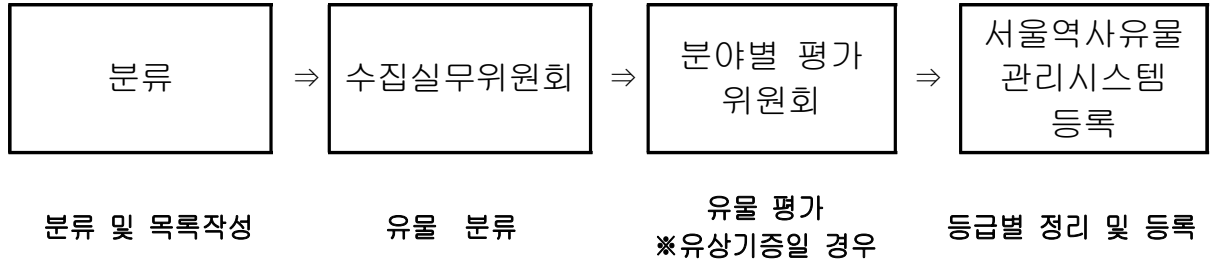 분류
⇒
수집실무위원회
⇒
분야별 평가
위원회
⇒
서울역사유물
관리시스템
등록
분류 및 목록작성
유물 분류
유물 평가
※유상기증일 경우
등급별 정리 및 등록